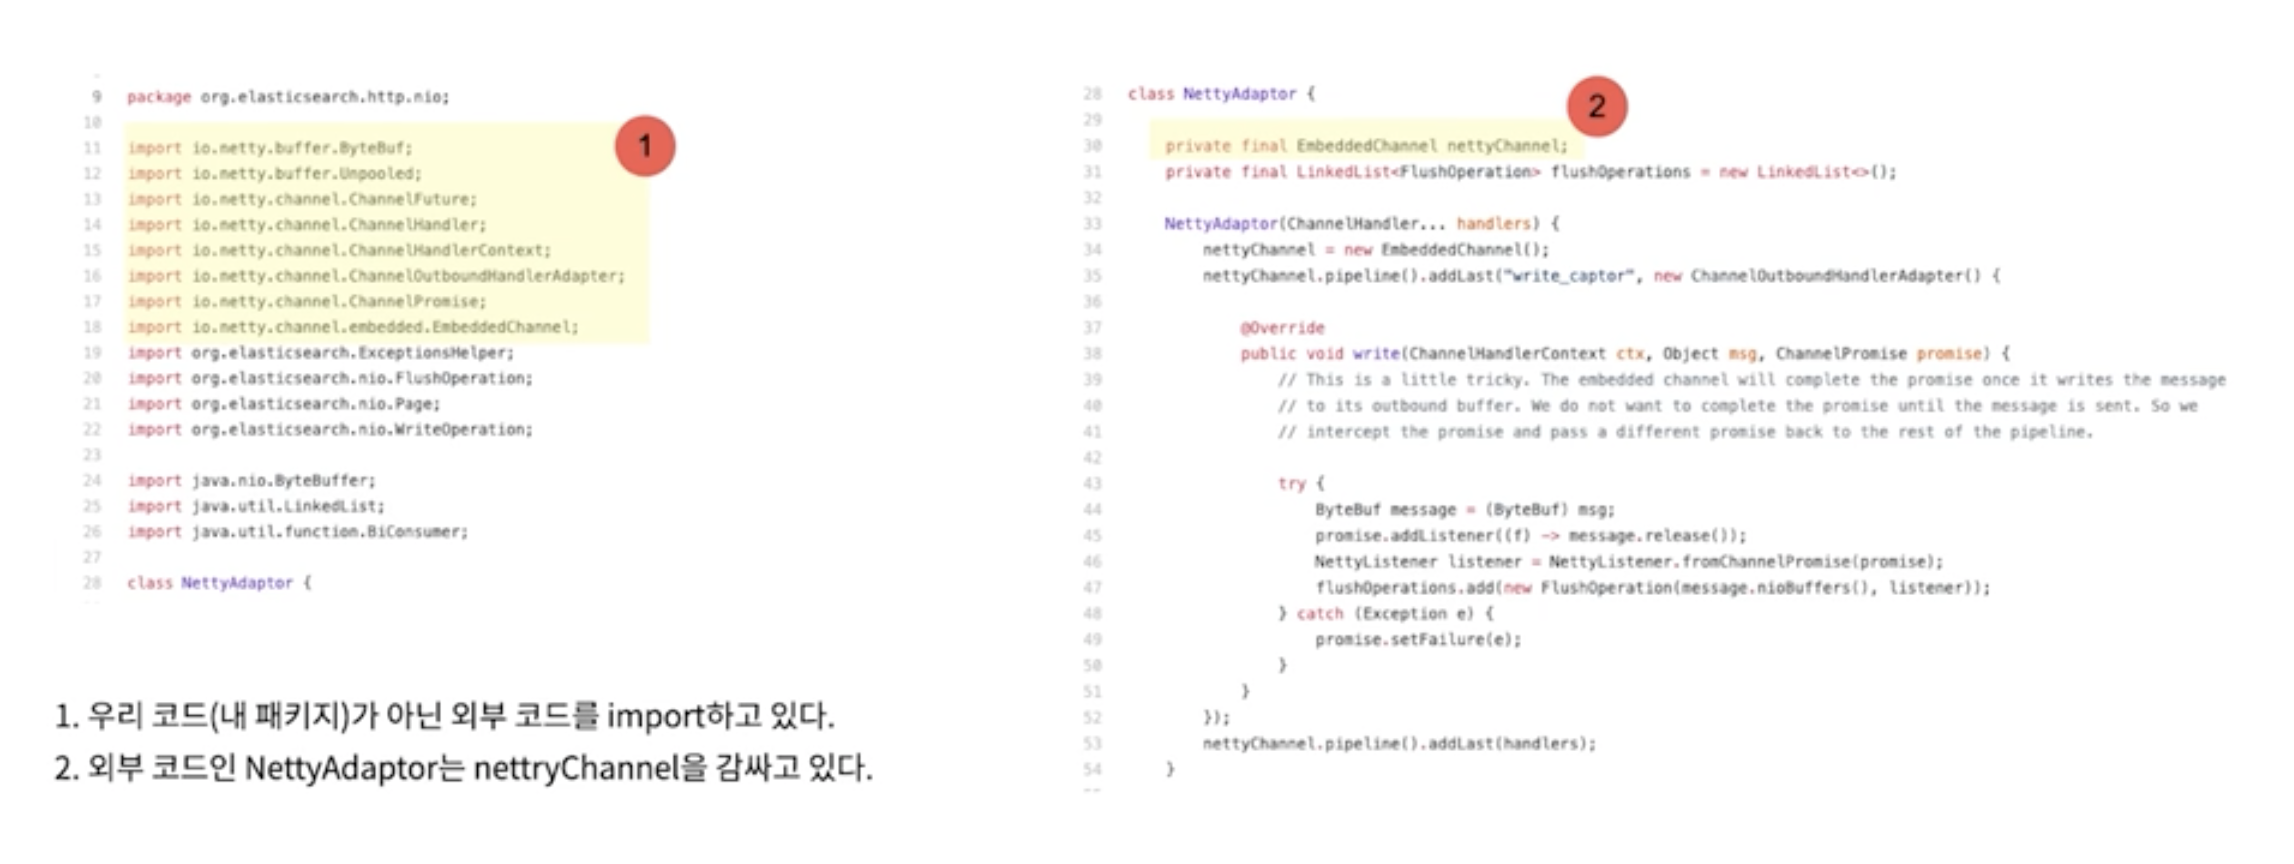 9 package org.elasticsearch.http.nio;
10
11 import io.netty.buffer.ByteBuf;
12 import io.netty.buffer.Unpooled;
13 import io.netty.channel.ChannelFuture;
14 import io.netty.channel.ChannelHandler;
15 import io.netty.channel.ChannelHandlerContext;
16 import io.netty.channel.ChannelOutboundHandlerAdapter;
17 import io.netty.channel.ChannelPromise;
18 import io.netty.channel.embedded.EmbeddedChannel;
19 import org.elasticsearch.ExceptionsHelper;
20 import org.elasticsearch.nio.FlushOperation;
21 import org.elasticsearch.nio.Page;
22 import org.elasticsearch.nio.WriteOperation;
23
24 import java.nio.ByteBuffer;
25 import java.util.LinkedList;
26 import java.util.function.BiConsumer;
27
28 class NettyAdaptor {
1
1. 우리 코드(내 패키지)가 아닌 외부 코드를 import하고 있다.
2. 외부 코드인 NettyAdaptor는 nettryChannel을 감싸고 있다.
28 class NettyAdaptor {
2
29
30 private final EmbeddedChannel nettyChannel;
31 private final LinkedList<FlushOperation> flushOperations = new LinkedList<>();
32
33 NettyAdaptor(ChannelHandler... handlers) {
34 nettyChannel = new EmbeddedChannel();
35 nettyChannel.pipeline().addLast("write_captor", new ChannelOutboundHandlerAdapter() {
36
37 @Override
38 public void write(ChannelHandlerContext ctx, Object msg, ChannelPromise promise) {
39 // This is a little tricky. The embedded channel will complete the promise once it writes the message
40 // to its outbound buffer. We do not want to complete the promise until the message is sent. So we
41 // intercept the promise and pass a different promise back to the rest of the pipeline.
42
43 try {
44 ByteBuf message = (ByteBuf) msg;
45 promise.addListener((f) -> message.release());
46 NettyListener listener = NettyListener.fromChannelPromise(promise);
47 flushOperations.add(new FlushOperation(message.nioBuffers(), listener));
48 } catch (Exception e) {
49 promise.setFailure(e);
50 }
51 }
52 });
53 nettyChannel.pipeline().addLast(handlers);
54 }